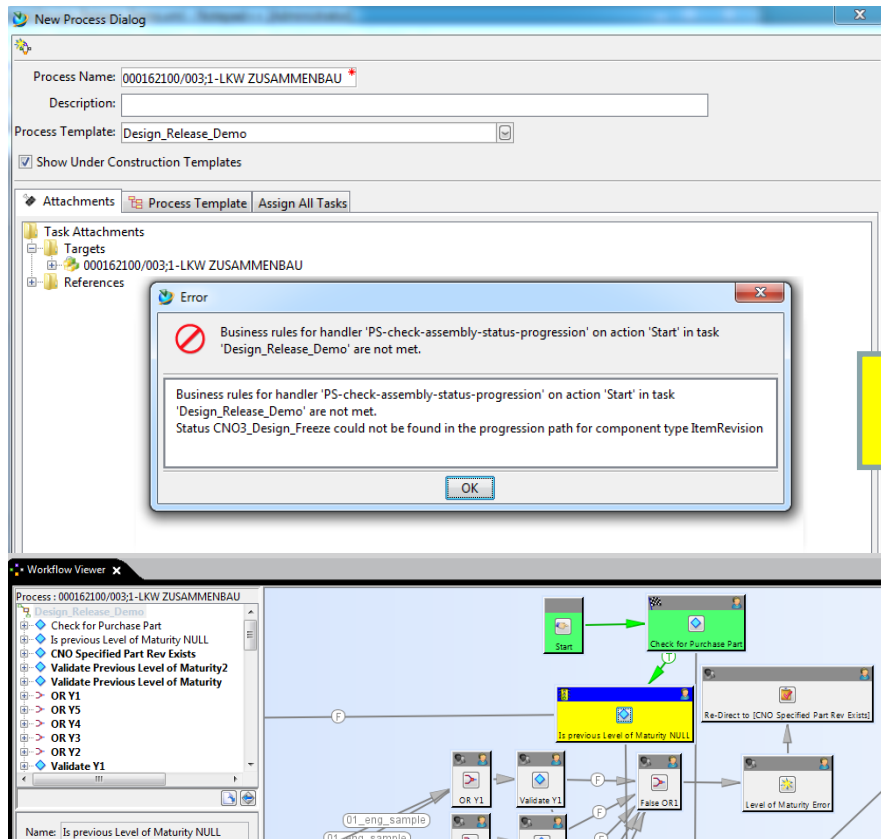 New Process Dialog
Process Name: 000162100/003;1-LKW ZUSAMMENBAU *
Description:
Process Template: Design_Release_Demo
Show Under Construction Templates
Attachments Process Template Assign All Tasks
Task Attachments
Targets
000162100/003;1-LKW ZUSAMMENBAU
References
Error
Business rules for handler 'PS-check-assembly-status-progression' on action 'Start' in task
'Design_Release_Demo' are not met.
Business rules for handler 'PS-check-assembly-status-progression' on action 'Start' in task
'Design_Release_Demo' are not met.
Status CNO3_Design_Freeze could not be found in the progression path for component type ItemRevision
OK
Workflow Viewer
Process : 000162100/003;1-LKW ZUSAMMENBAU
Design_Release_Demo
Check for Purchase Part
Is previous Level of Maturity NULL
CNO Specified Part Rev Exists
Validate Previous Level of Maturity2
Validate Previous Level of Maturity
OR Y1
OR Y5
OR Y4
OR Y3
OR Y2
Validate Y1
Name: Is previous Level of Maturity NULL
Start
Check for Purchase Part
T
Is previous Level of Maturity NULL
Re-Direct to [CNO Specified Part Rev Exists]
F
OR Y1
Validate Y1
F
False OR1
Level of Maturity Error
01_eng_sample
F
01_eng_sample
F